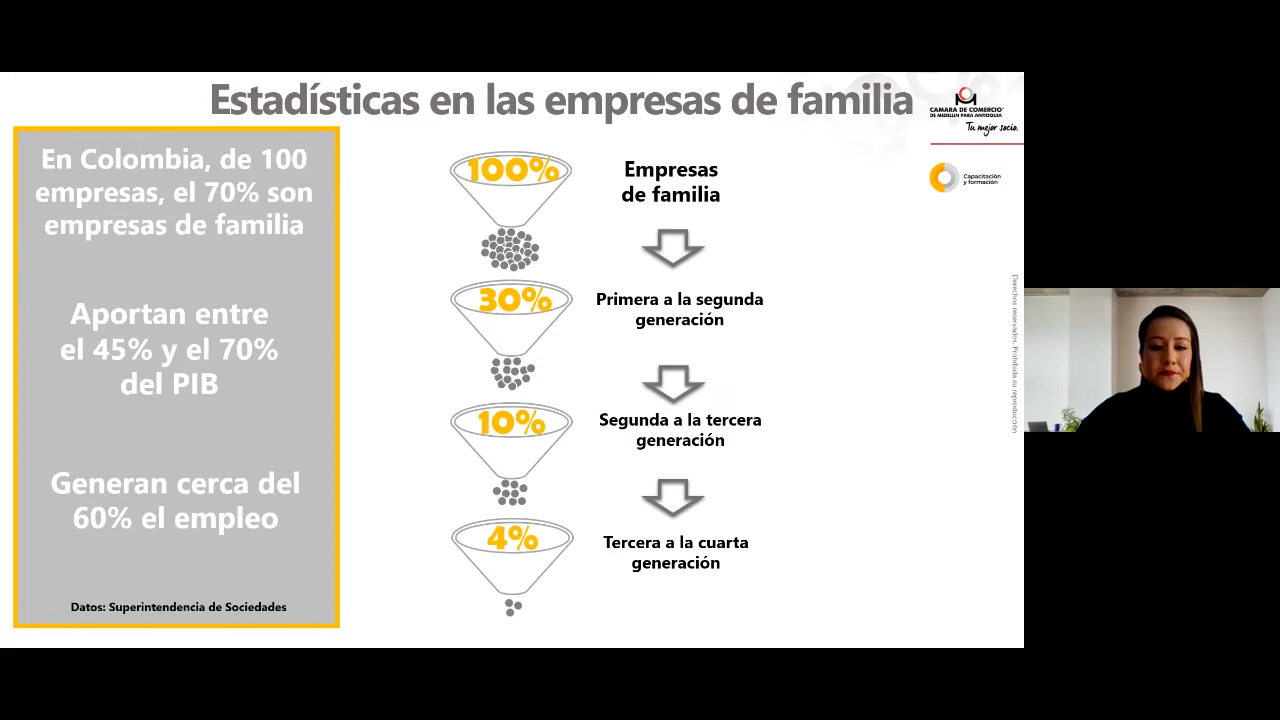 Estadísticas en las empresas de familia
CAMARA DE COMERCIO
DE MEDELLIN PARA ANTIOQUIA
Tu mejor socio.
Capacitación
y formación
En Colombia, de 100
empresas, el 70% son
empresas de familia
Aportan entre
el 45% y el 70%
del PIB
Generan cerca del
60% el empleo
Datos: Superintendencia de Sociedades
100%
Empresas
de familia
30%
Primera a la segunda
generación
10%
Segunda a la tercera
generación
4%
Tercera a la cuarta
generación
Derechos reservados. Prohibida su reproducción